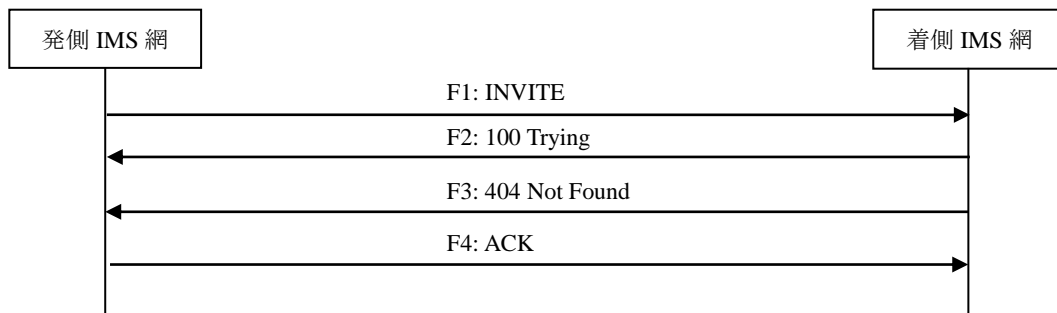 発側 IMS 網
着側 IMS 網
F1: INVITE
F2: 100 Trying
F3: 404 Not Found
F4: ACK